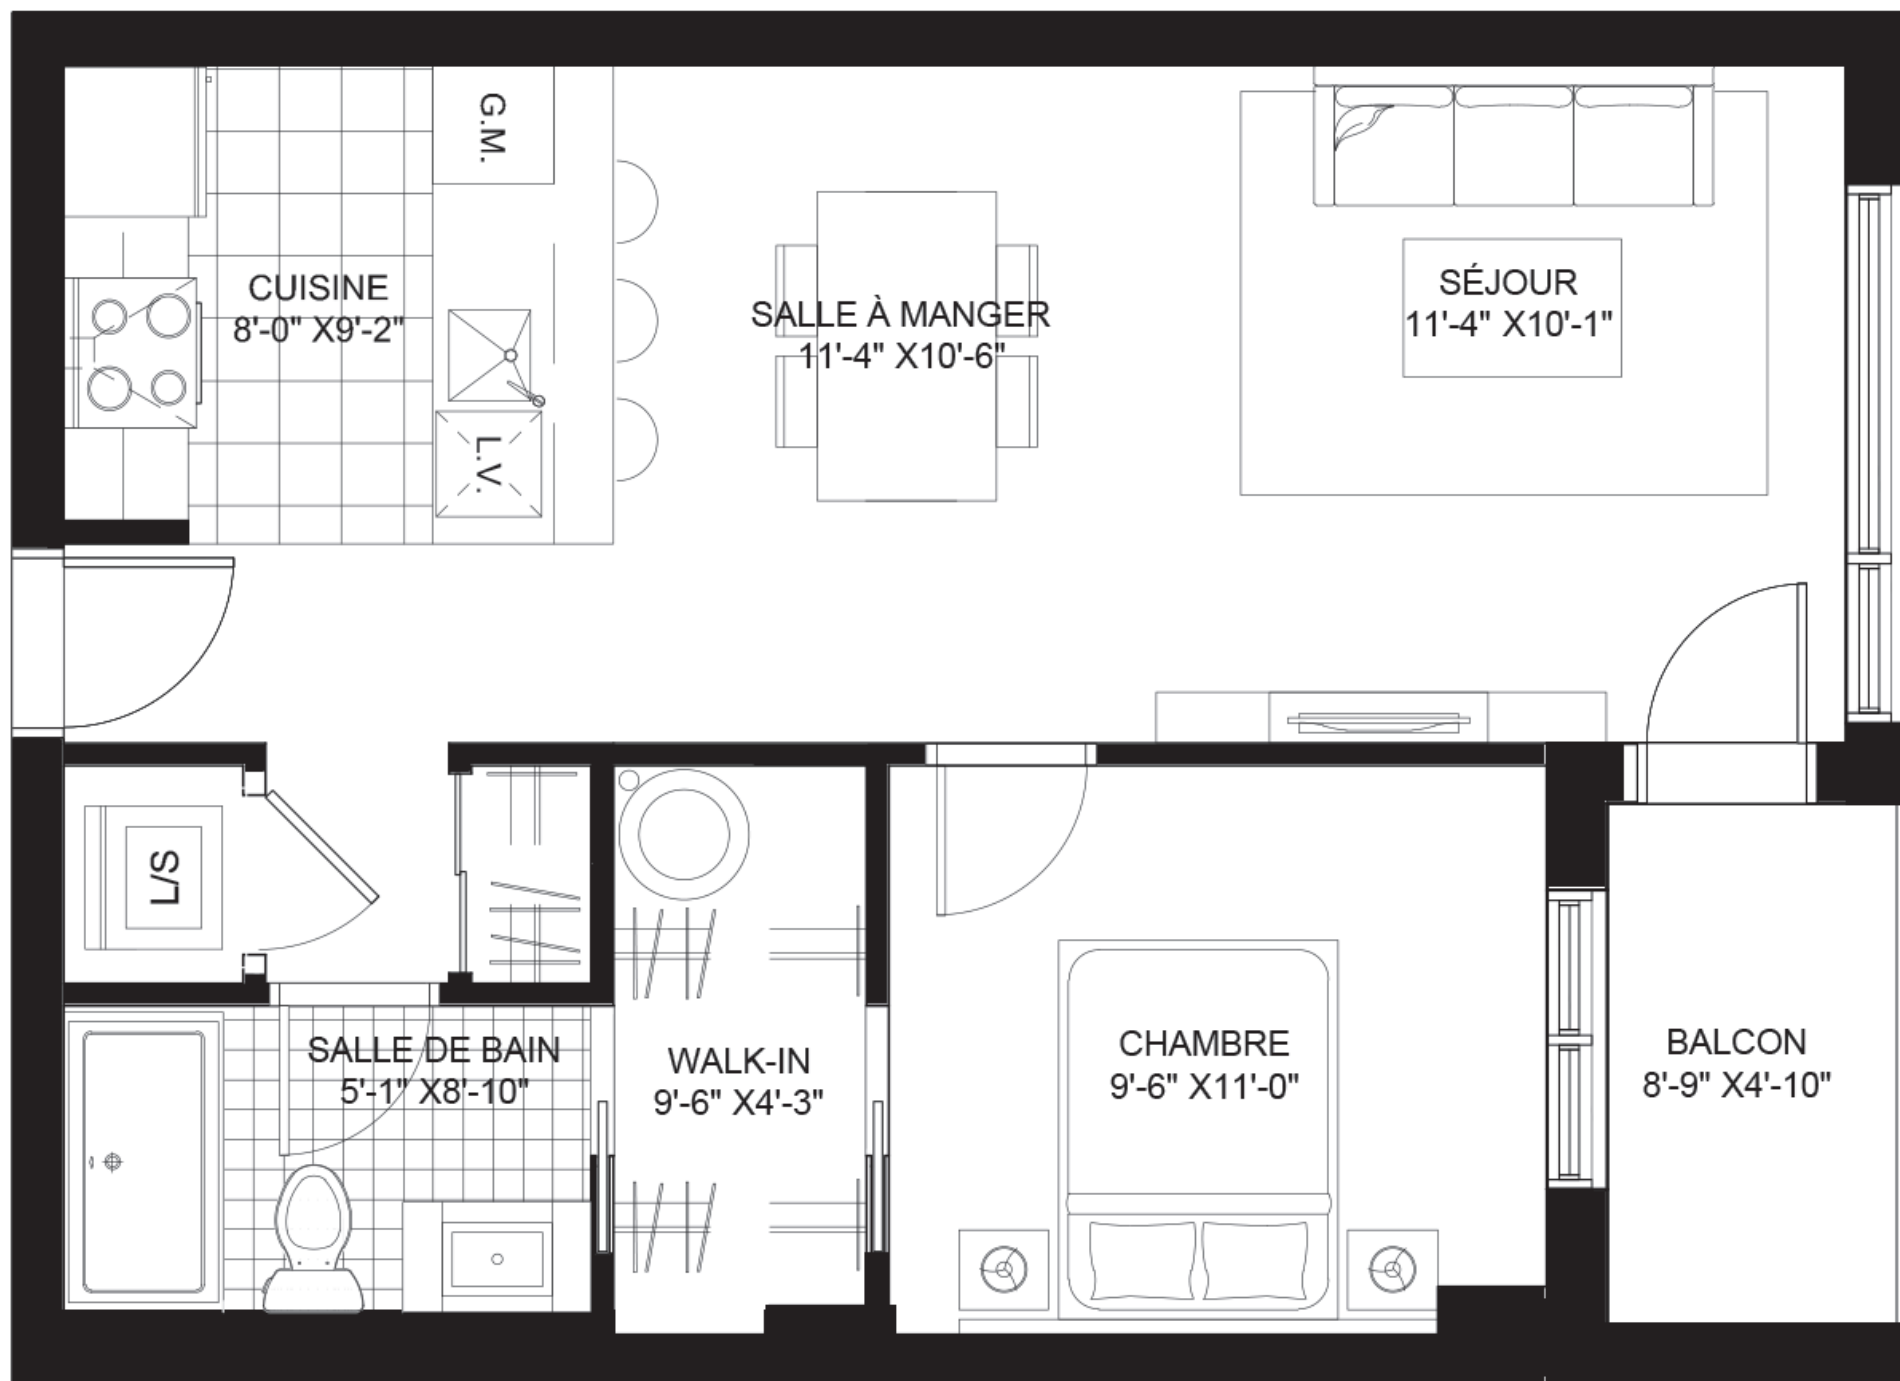 G.M.
CUISINE
8'-0" X9'-2"
L.V.
SALLE À MANGER
11'-4" X10'-6"
SÉJOUR
11'-4" X10'-1"
L/S
SALLE DE BAIN
5'-1" X8'-10"
WALK-IN
9'-6" X4'-3"
CHAMBRE
9'-6" X11'-0"
BALCON
8'-9" X4'-10"